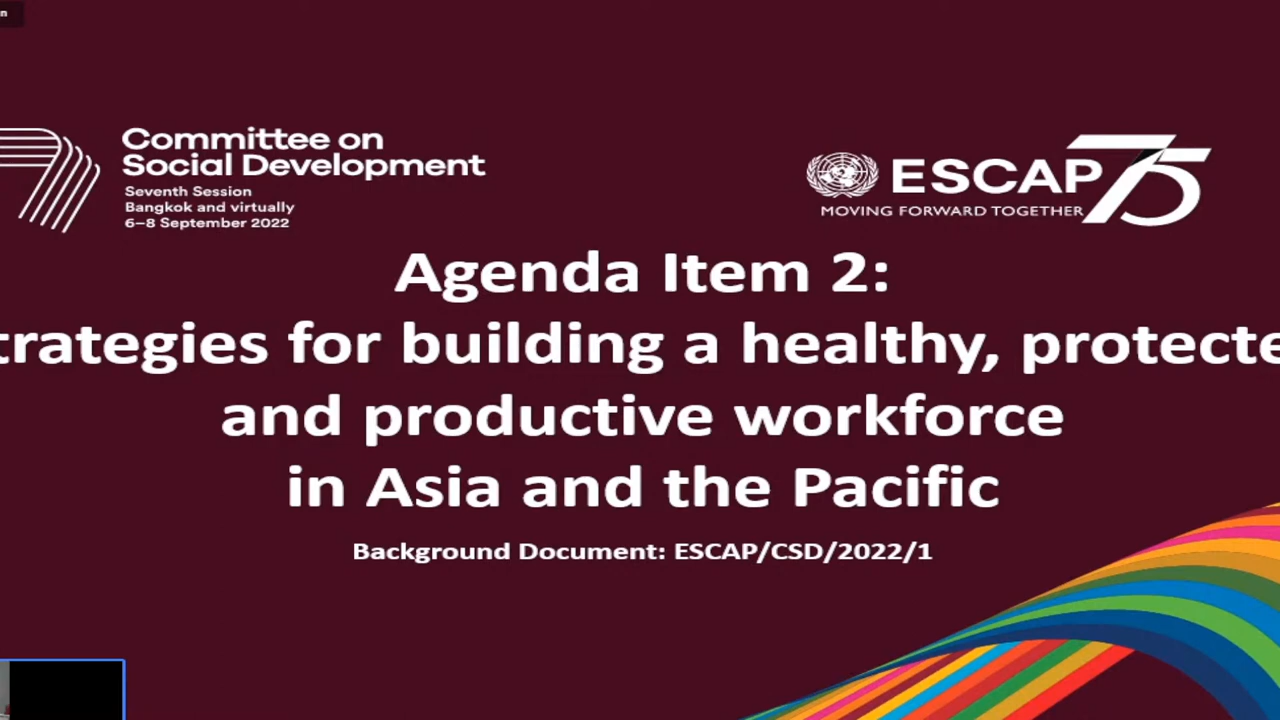 Committee on
Social Development
Seventh Session
Bangkok and virtually
6–8 September 2022
ESCAP 75
MOVING FORWARD TOGETHER
Agenda Item 2:
trategies for building a healthy, protecte
and productive workforce
in Asia and the Pacific
Background Document: ESCAP/CSD/2022/1